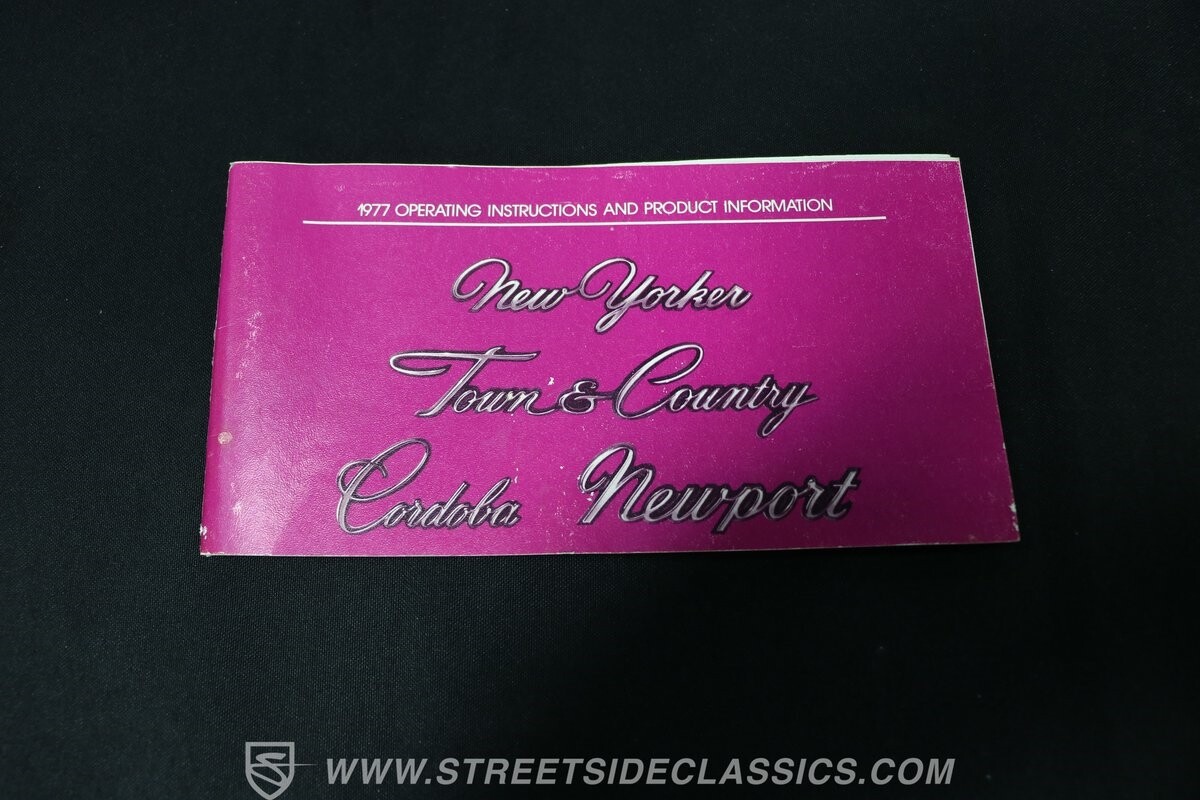 1977 OPERATING INSTRUCTIONS AND PRODUCT INFORMATION
New Yorker
Town & Country
Cordoba Newport
WWW.STREETSIDECLASSICS.COM